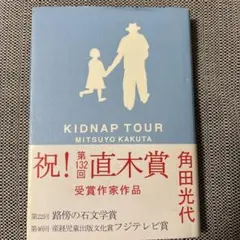 KIDNAP TOUR
MITSUYO KAKUTA
角田光代
祝!第132回直木賞
受賞作家作品
第22回 路傍の石文学賞
第46回 産経児童出版文化賞フジテレビ賞